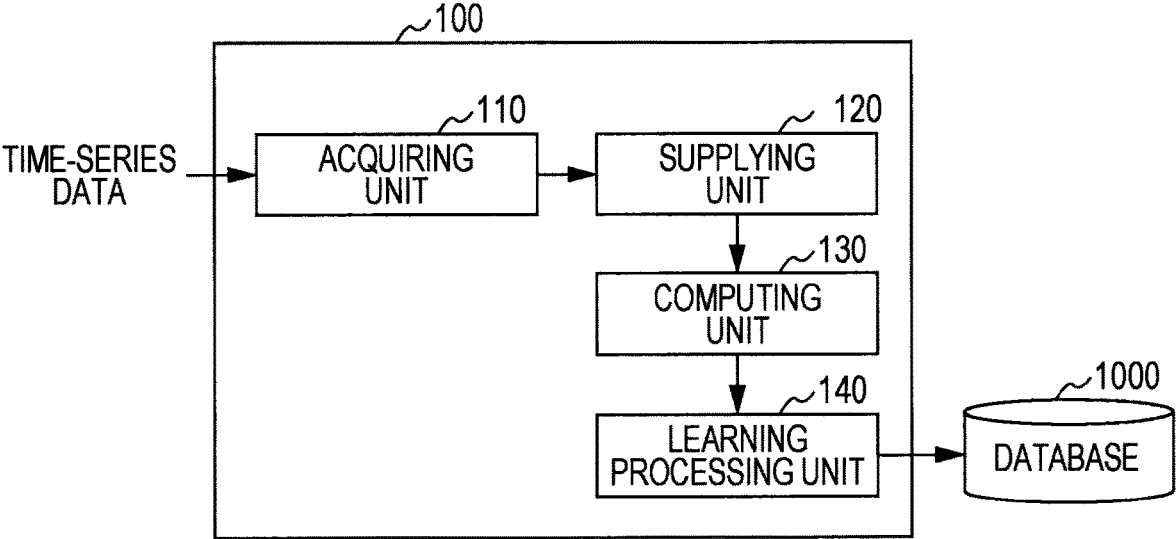 100
110
120
TIME-SERIES
DATA
ACQUIRING
UNIT
SUPPLYING
UNIT
130
COMPUTING
UNIT
140
1000
LEARNING
PROCESSING UNIT
DATABASE